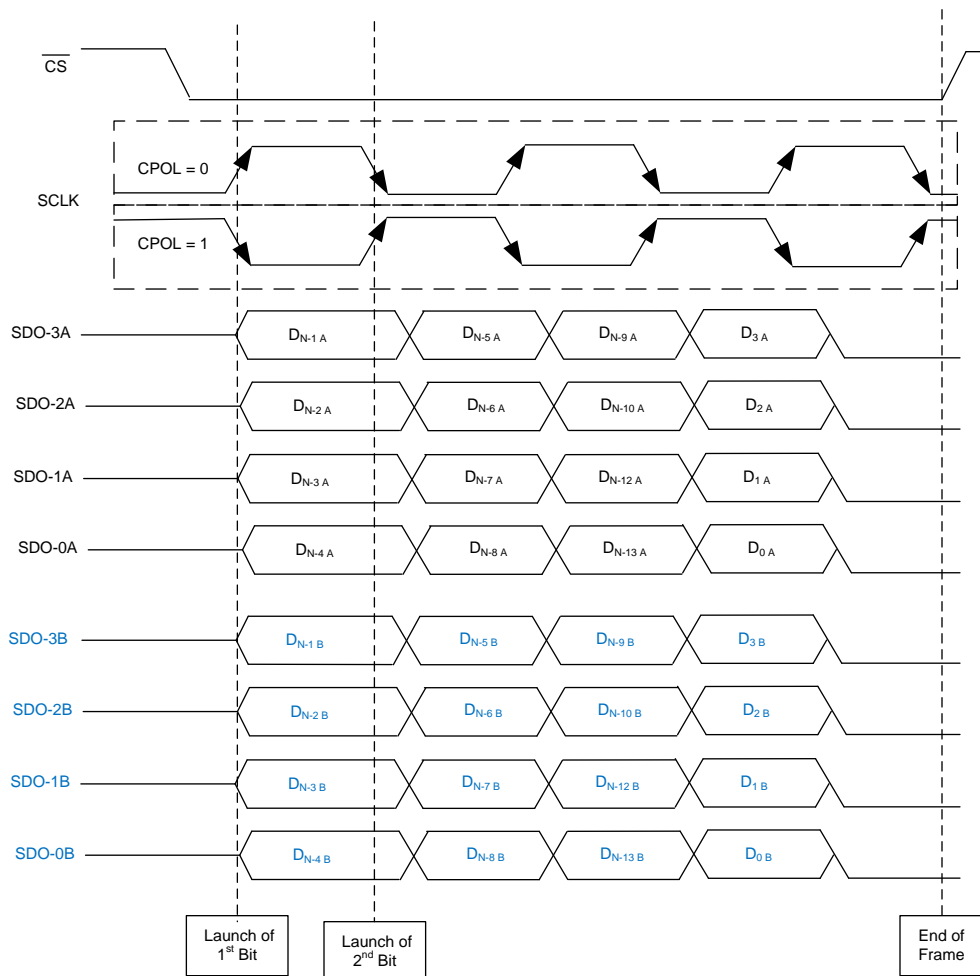 CS
CPOL = 0
SCLK
CPOL = 1
SDO-3A DN-1 A DN-5 A DN-9 A D3 A
SDO-2A DN-2 A DN-6 A DN-10 A D2 A
SDO-1A DN-3 A DN-7 A DN-12 A D1 A
SDO-0A DN-4 A DN-8 A DN-13 A D0 A
SDO-3B DN-1 B DN-5 B DN-9 B D3 B
SDO-2B DN-2 B DN-6 B DN-10 B D2 B
SDO-1B DN-3 B DN-7 B DN-12 B D1 B
SDO-0B DN-4 B DN-8 B DN-13 B D0 B
Launch of
1st Bit
Launch of
2nd Bit
End of
Frame